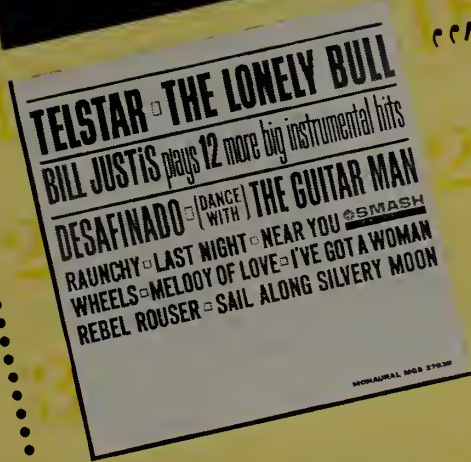 TELSTAR ▫ THE LONELY BULL
BILL JUSTiS plays 12 more big instrumental hits
DESAFINADO ▫ (DANCE WITH) THE GUITAR MAN
RAUNCHY ▫ LAST NIGHT ▫ NEAR YOU SMASH
WHEELS ▫ MELODY OF LOVE ▫ I'VE GOT A WOMAN
REBEL ROUSER ▫ SAIL ALONG SILVERY MOON
MONAURAL MGS